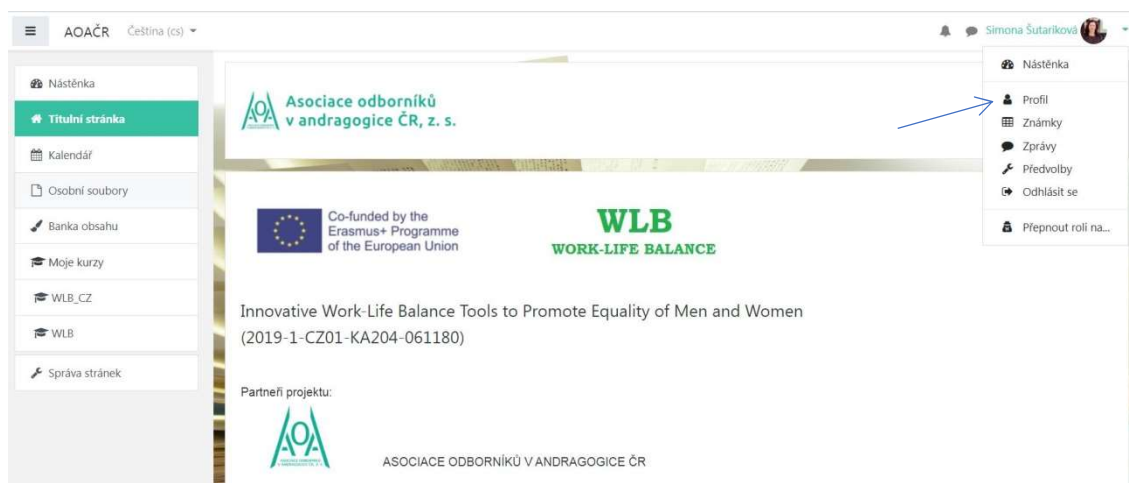 AOAČR Čeština (cs)
Simona Šutariková
Nástěnka
Profil
Známky
Zprávy
Předvolby
Odhlásit se
Přepnout roli na...
Nástěnka
Titulní stránka
Kalendář
Osobní soubory
Banka obsahu
Moje kurzy
WLB_CZ
WLB
Správa stránek
AOA
Asociace odborníků
v andragogice ČR, z. s.
Co-funded by the
Erasmus+ Programme
of the European Union
WLB
WORK-LIFE BALANCE
Innovative Work-Life Balance Tools to Promote Equality of Men and Women
(2019-1-CZ01-KA204-061180)
Partneři projektu:
AOA
ASOCIACE ODBORNÍKŮ V ANDRAGOGICE ČR